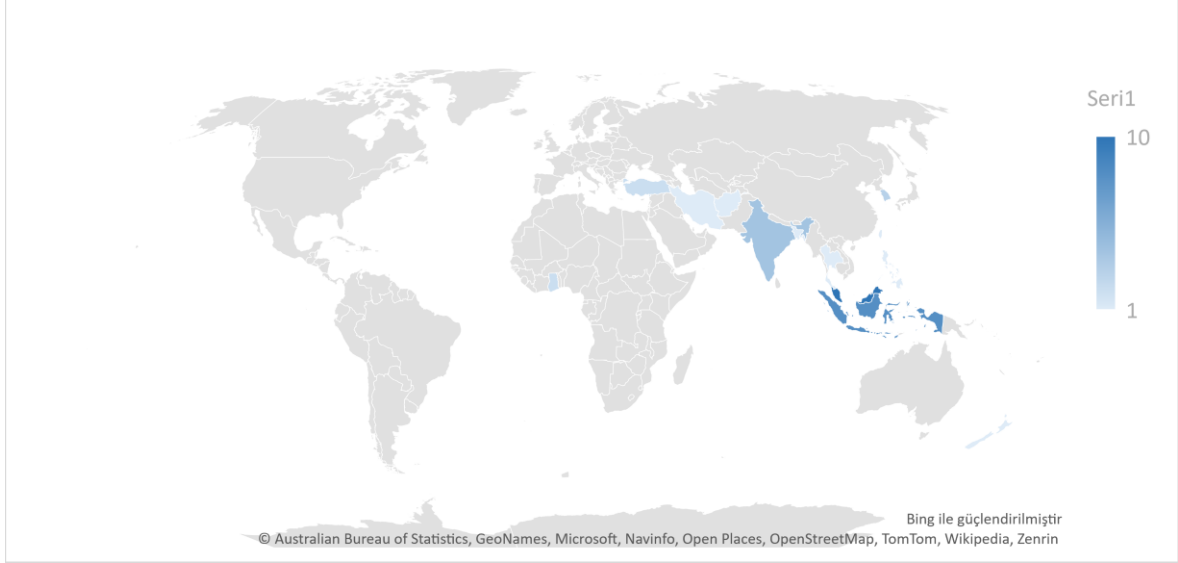 Seri1
10
1
Bing ile güçlendirilmiştir
© Australian Bureau of Statistics, GeoNames, Microsoft, Navinfo, Open Places, OpenStreetMap, TomTom, Wikipedia, Zenrin